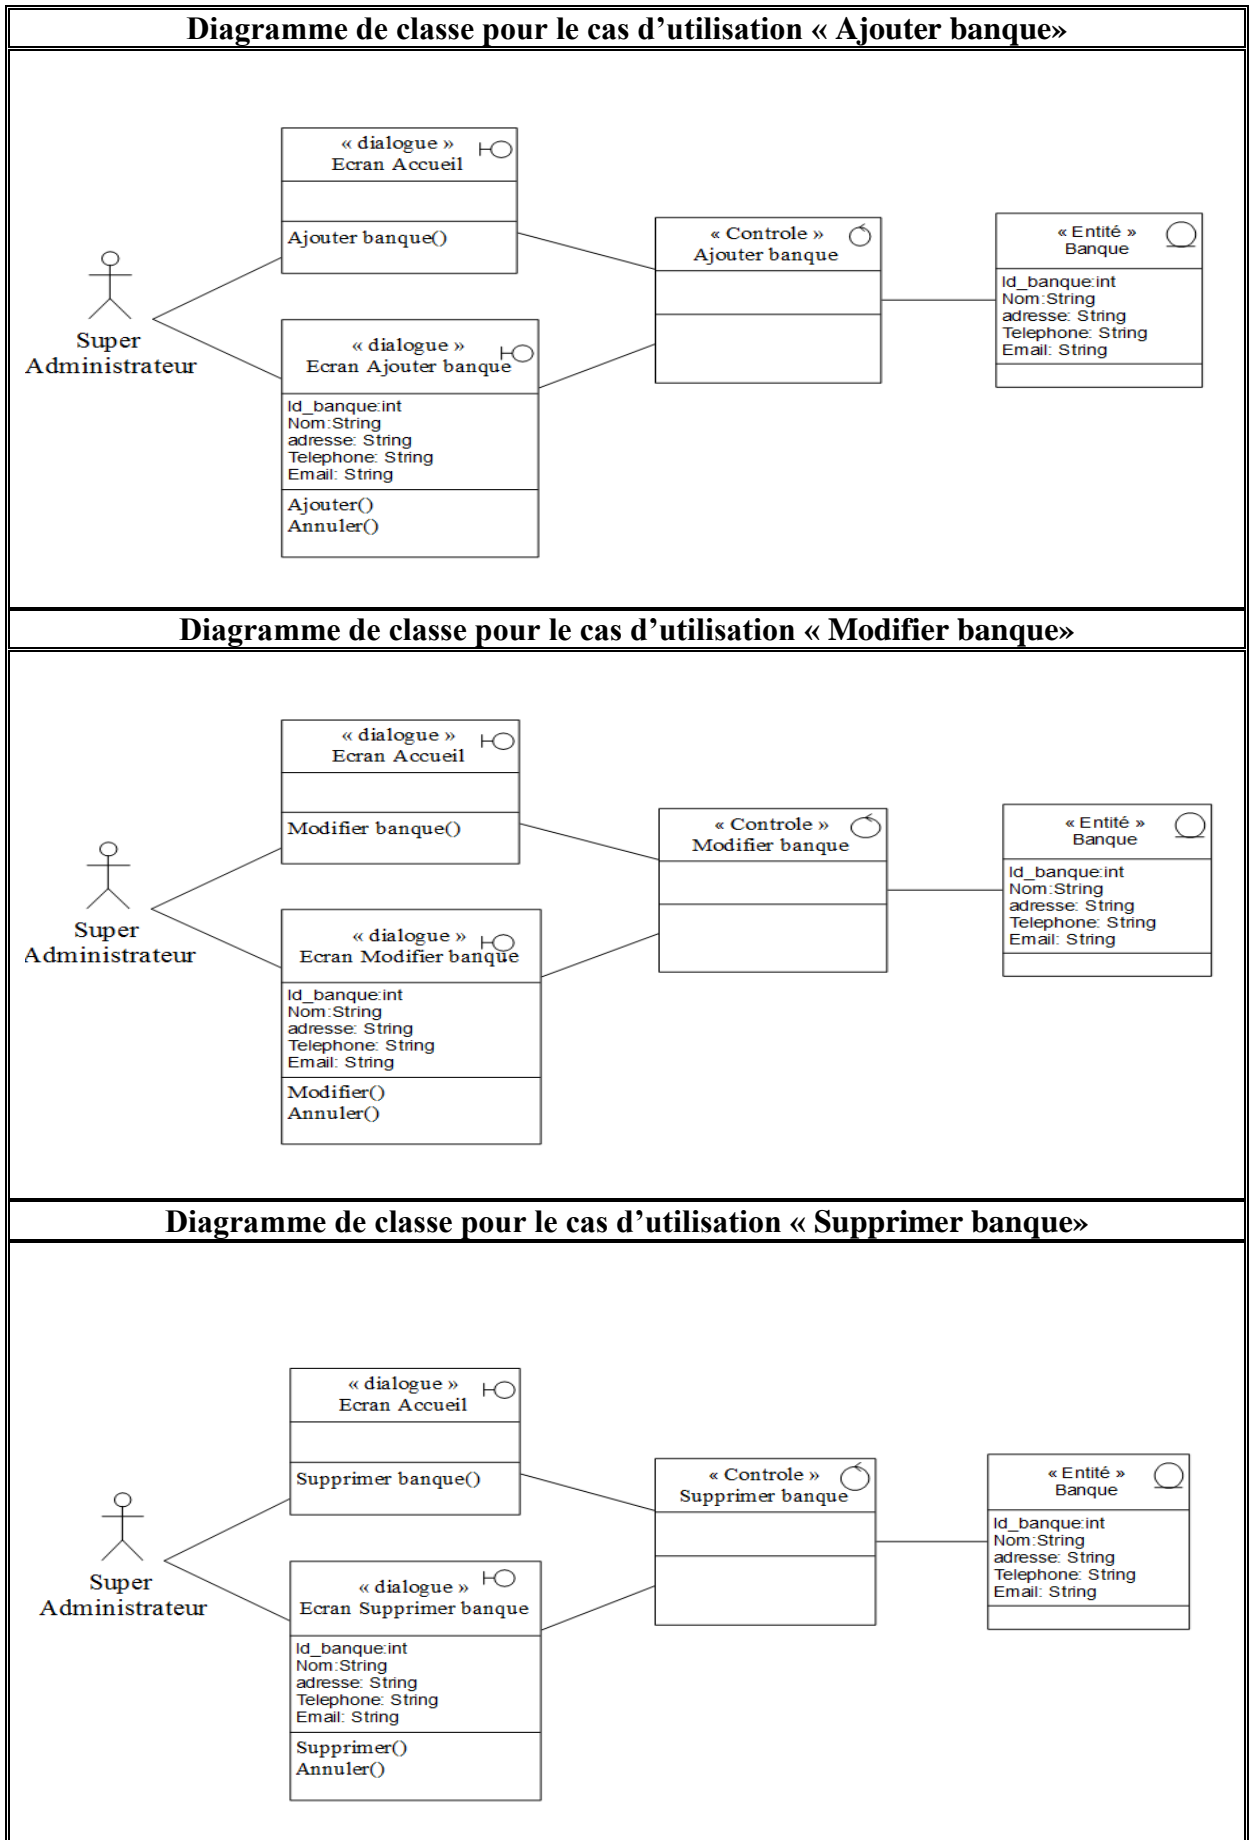 Diagramme de classe pour le cas d’utilisation « Ajouter banque»
« dialogue »
Ecran Accueil
Ajouter banque()
Super
Administrateur
« dialogue »
Ecran Ajouter banque
Id_banque:int
Nom:String
adresse: String
Telephone: String
Email: String
Ajouter()
Annuler()
« Controle »
Ajouter banque
« Entité »
Banque
Id_banque:int
Nom:String
adresse: String
Telephone: String
Email: String
Diagramme de classe pour le cas d’utilisation « Modifier banque»
« dialogue »
Ecran Accueil
Modifier banque()
Super
Administrateur
« dialogue »
Ecran Modifier banque
Id_banque:int
Nom:String
adresse: String
Telephone: String
Email: String
Modifier()
Annuler()
« Controle »
Modifier banque
« Entité »
Banque
Id_banque:int
Nom:String
adresse: String
Telephone: String
Email: String
Diagramme de classe pour le cas d’utilisation « Supprimer banque»
« dialogue »
Ecran Accueil
Supprimer banque()
Super
Administrateur
« dialogue »
Ecran Supprimer banque
Id_banque:int
Nom:String
adresse: String
Telephone: String
Email: String
Supprimer()
Annuler()
« Controle »
Supprimer banque
« Entité »
Banque
Id_banque:int
Nom:String
adresse: String
Telephone: String
Email: String